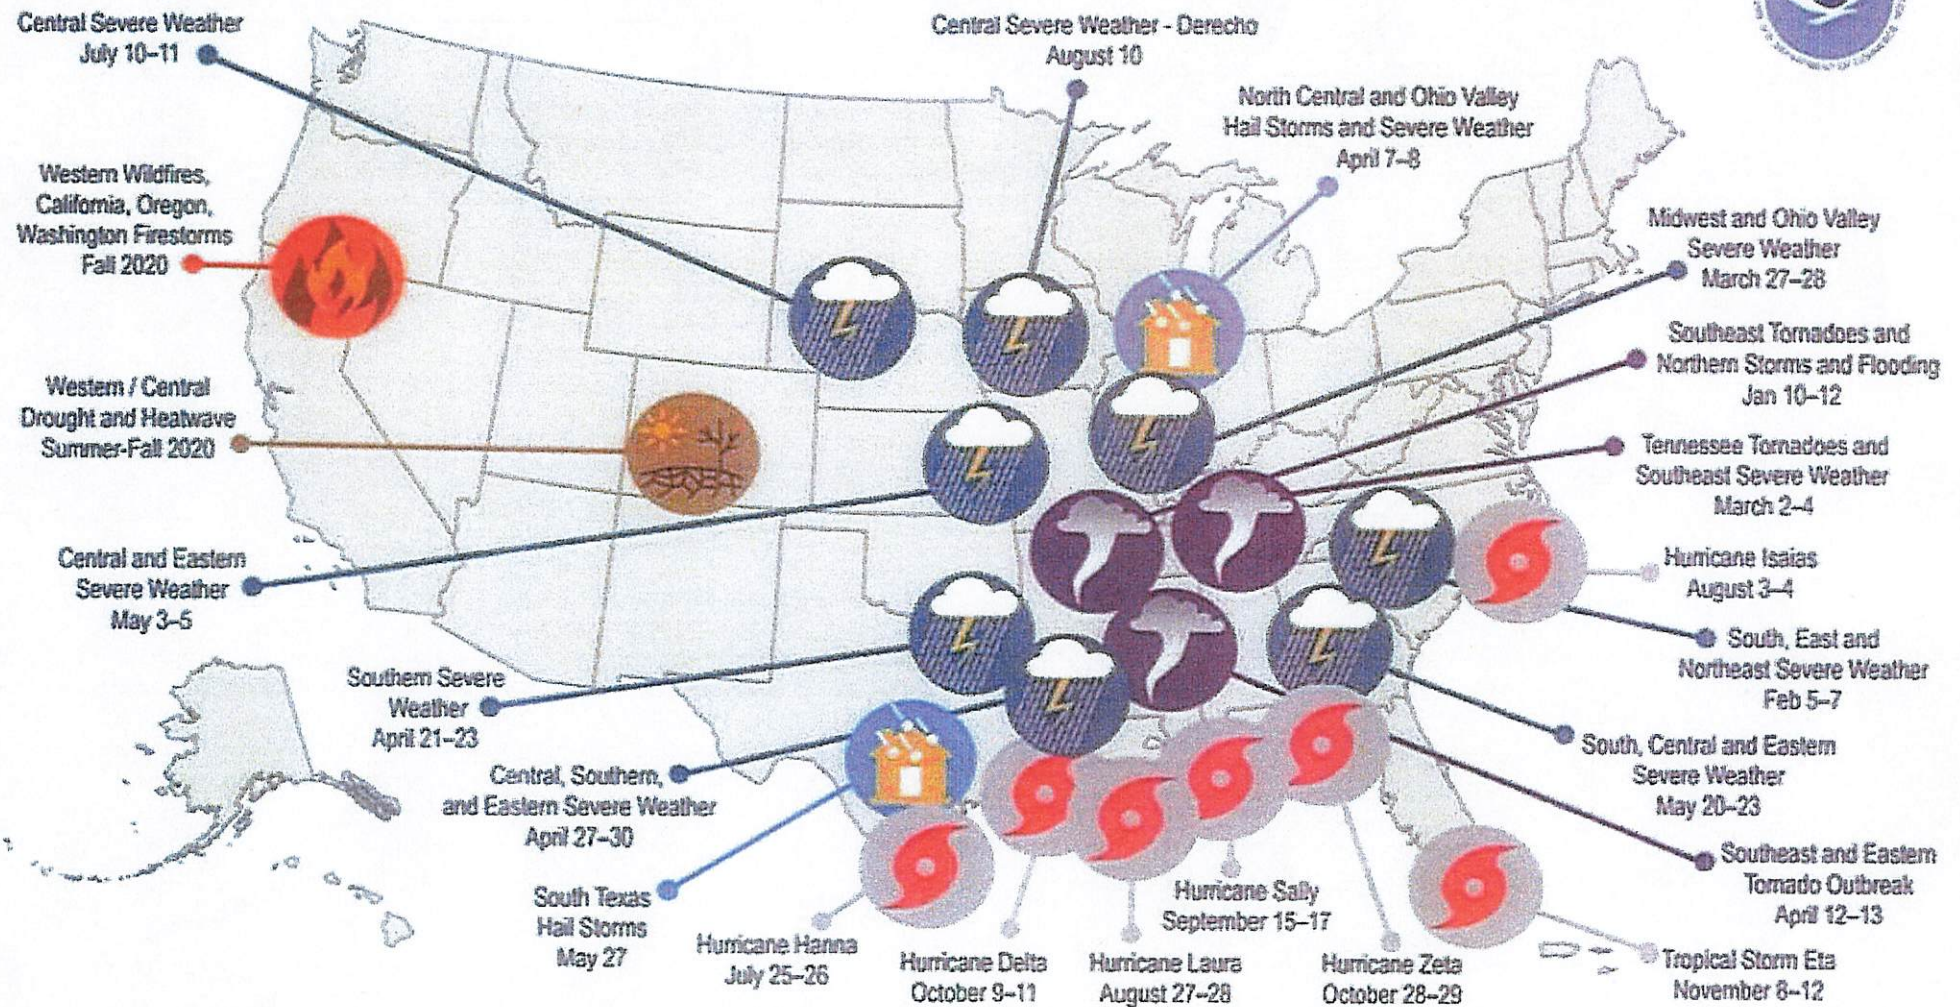 Central Severe Weather
July 10–11
Central Severe Weather - Derecho
August 10
North Central and Ohio Valley
Hail Storms and Severe Weather
April 7–8
Western Wildfires,
California, Oregon,
Washington Firestorms
Fall 2020
Midwest and Ohio Valley
Severe Weather
March 27–28
Southeast Tornadoes and
Northern Storms and Flooding
Jan 10–12
Western / Central
Drought and Heatwave
Summer-Fall 2020
Tennessee Tornadoes and
Southeast Severe Weather
March 2–4
Central and Eastern
Severe Weather
May 3–5
Hurricane Isaias
August 3–4
South, East and
Northeast Severe Weather
Feb 5–7
Southern Severe
Weather
April 21–23
South, Central and Eastern
Severe Weather
May 20–23
Central, Southern,
and Eastern Severe Weather
April 27–30
Southeast and Eastern
Tornado Outbreak
April 12–13
South Texas
Hail Storms
May 27
Hurricane Hanna
July 25–26
Hurricane Delta
October 9–11
Hurricane Laura
August 27–28
Hurricane Sally
September 15–17
Hurricane Zeta
October 28–29
Tropical Storm Eta
November 8–12